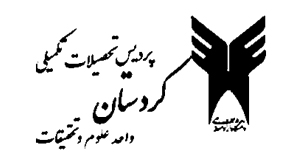 پردیس تحصیلات تکمیلی
کردستان
واحد علوم و تحقیقات